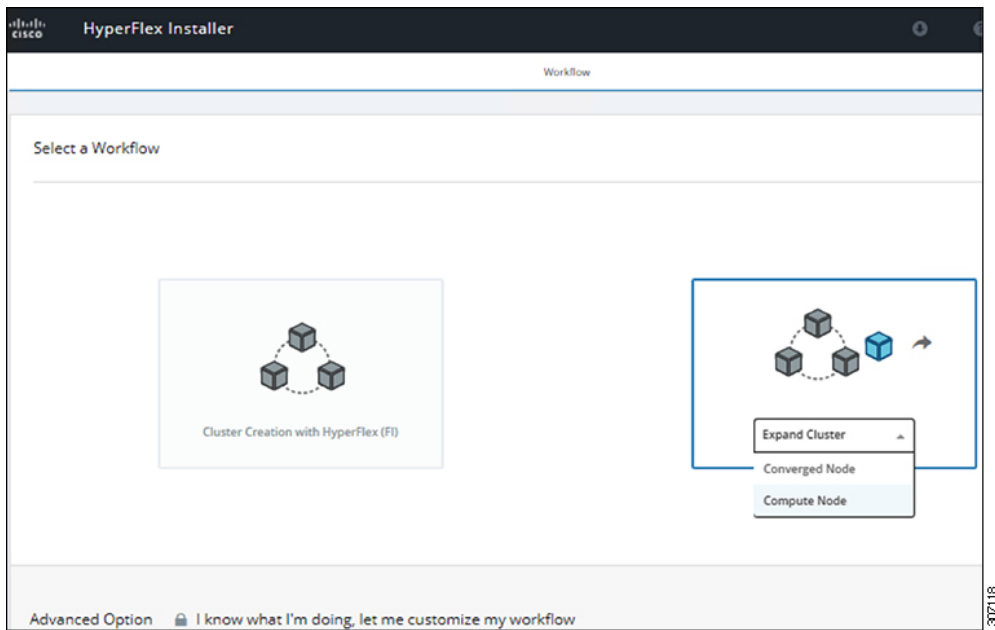 CISCO
HyperFlex Installer
Workflow
Select a Workflow
Cluster Creation with HyperFlex (FI)
Expand Cluster
Converged Node
Compute Node
Advanced Option
I know what I'm doing, let me customize my workflow
307118